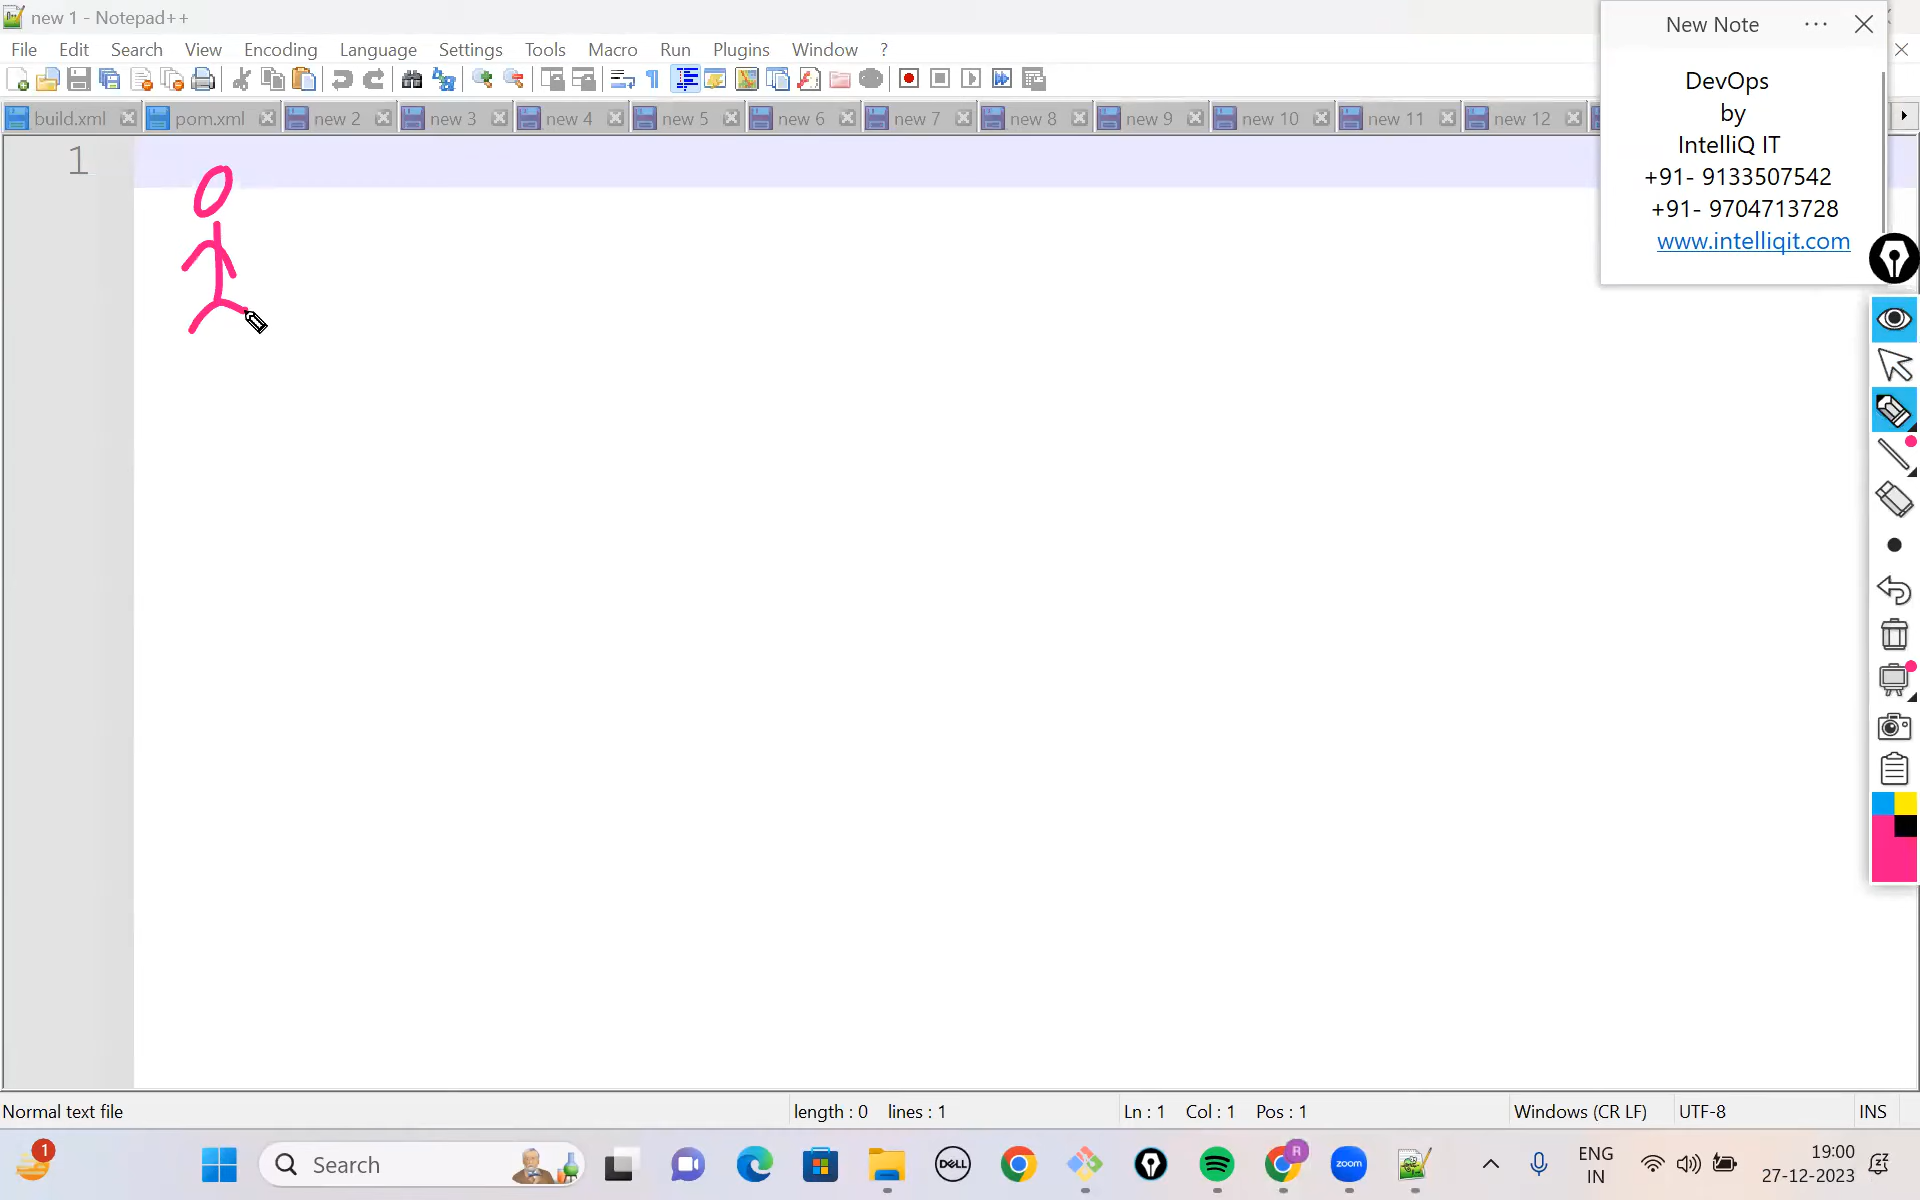 new 1 - Notepad++
File Edit Search View Encoding Language Settings Tools Macro Run Plugins Window ?
build.xml pom.xml new 2 new 3 new 4 new 5 new 6 new 7 new 8 new 9 new 10 new 11 new 12
1
New Note
DevOps
by
IntelliQ IT
+91- 9133507542
+91- 9704713728
www.intelliqit.com
Normal text file length : 0 lines : 1 Ln : 1 Col : 1 Pos : 1 Windows (CR LF) UTF-8 INS
1
Search
DELL
R
zoom
ENG
IN
19:00
27-12-2023